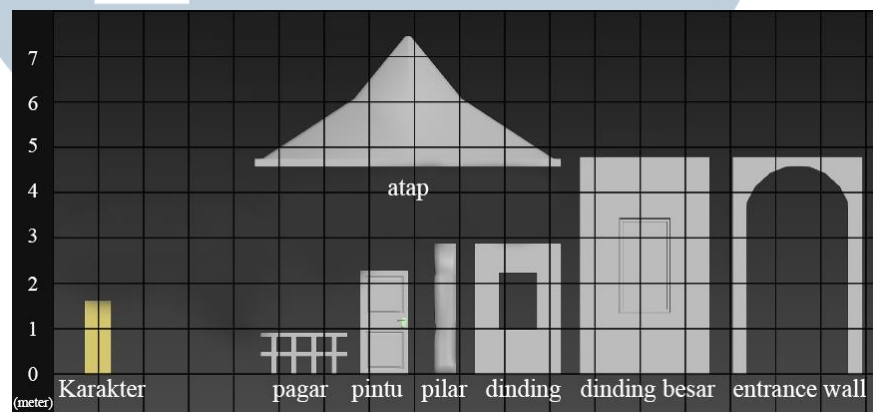 7
6
5
4
3
2
1
0
(meter)
atap
Karakter
pagar
pintu
pilar
dinding
dinding besar
entrance wall